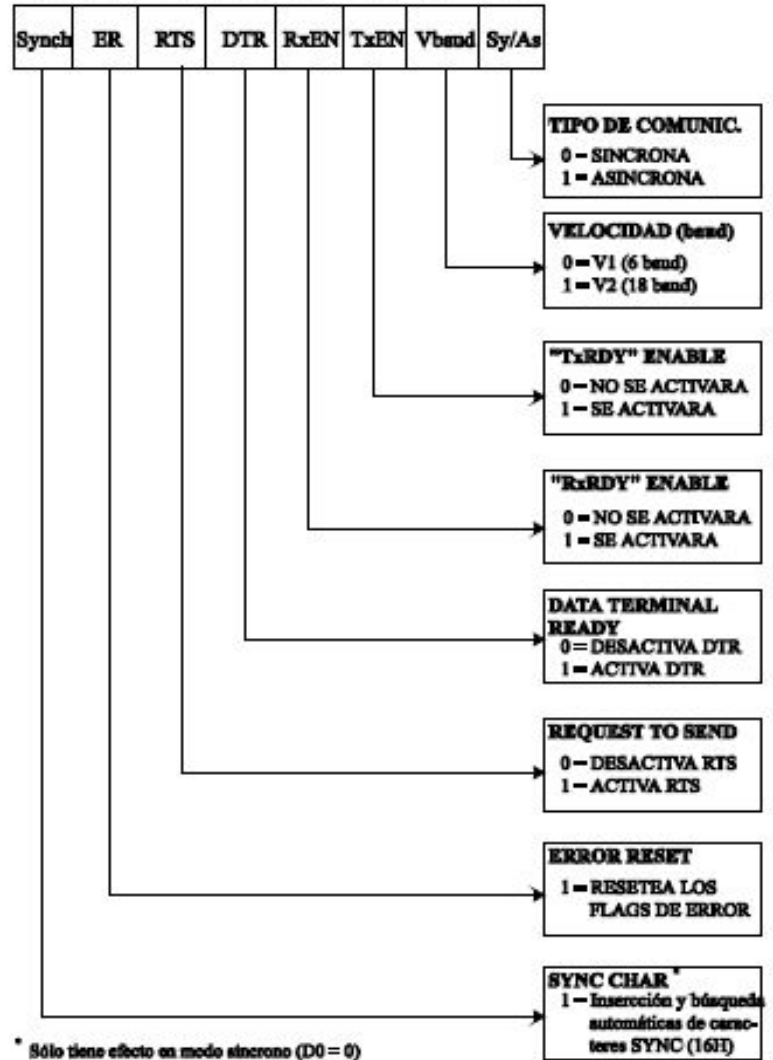 Synch ER RTS DTR RxEN TxEN Vbaud Sy/As
TIPO DE COMUNIC.
0 = SINCRONA
1 = ASINCRONA
VELOCIDAD (baud)
0 = V1 (6 baud)
1 = V2 (18 baud)
"TxRDY" ENABLE
0 = NO SE ACTIVARA
1 = SE ACTIVARA
"RxRDY" ENABLE
0 = NO SE ACTIVARA
1 = SE ACTIVARA
DATA TERMINAL
READY
0 = DESACTIVA DTR
1 = ACTIVA DTR
REQUEST TO SEND
0 = DESACTIVA RTS
1 = ACTIVA RTS
ERROR RESET
1 = RESETEA LOS
FLAGS DE ERROR
SYNC CHAR *
1 = Insercción y búsqueda
automáticas de carac-
teres SYNC (16H)
* Sólo tiene efecto en modo síncrono (D0 = 0)